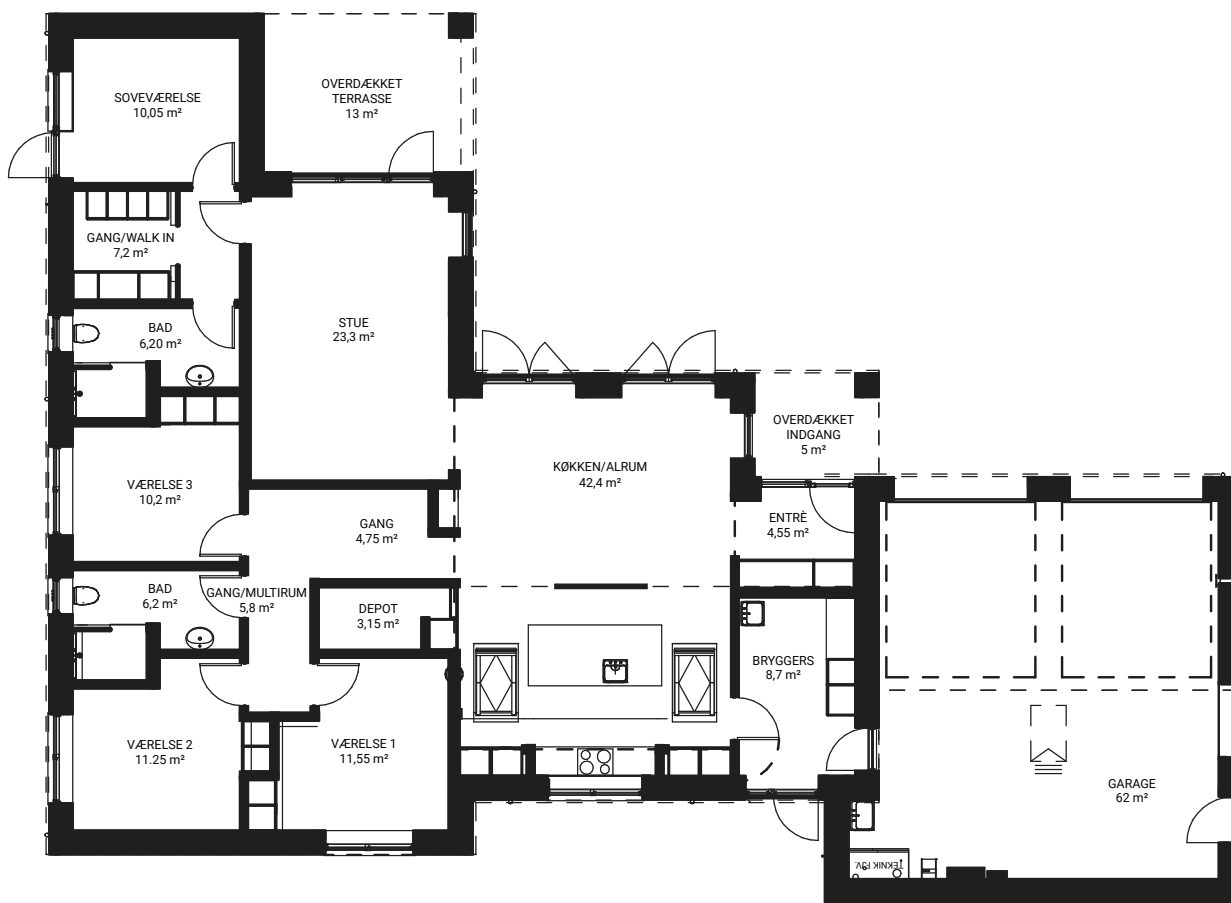 SOVEVÆRELSE
10,05 m²
OVERDÆKKET
TERRASSE
13 m²
GANG/WALK IN
7,2 m²
BAD
6,20 m²
STUE
23,3 m²
OVERDÆKKET
INDGANG
5 m²
KØKKEN/ALRUM
42,4 m²
VÆRELSE 3
10,2 m²
GANG
4,75 m²
ENTRÈ
4,55 m²
BAD
6,2 m²
GANG/MULTIRUM
5,8 m²
DEPOT
3,15 m²
BRYGGERS
8,7 m²
VÆRELSE 2
11.25 m²
VÆRELSE 1
11,55 m²
GARAGE
62 m²
TEKNIK FJV.